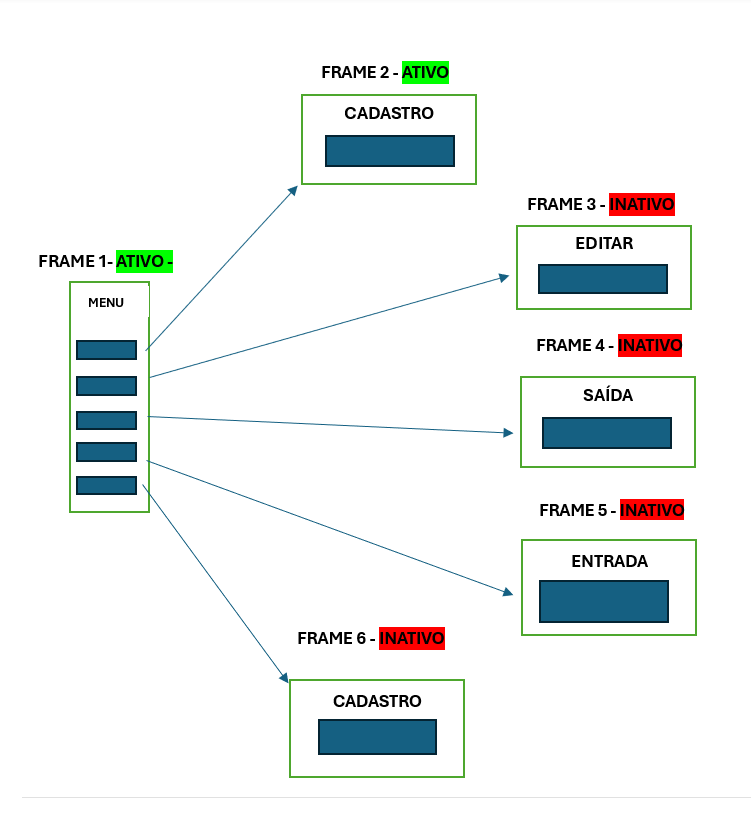 FRAME 2 - ATIVO
CADASTRO
FRAME 3 - INATIVO
EDITAR
FRAME 1- ATIVO -
MENU
FRAME 4 - INATIVO
SAÍDA
FRAME 5 - INATIVO
ENTRADA
FRAME 6 - INATIVO
CADASTRO